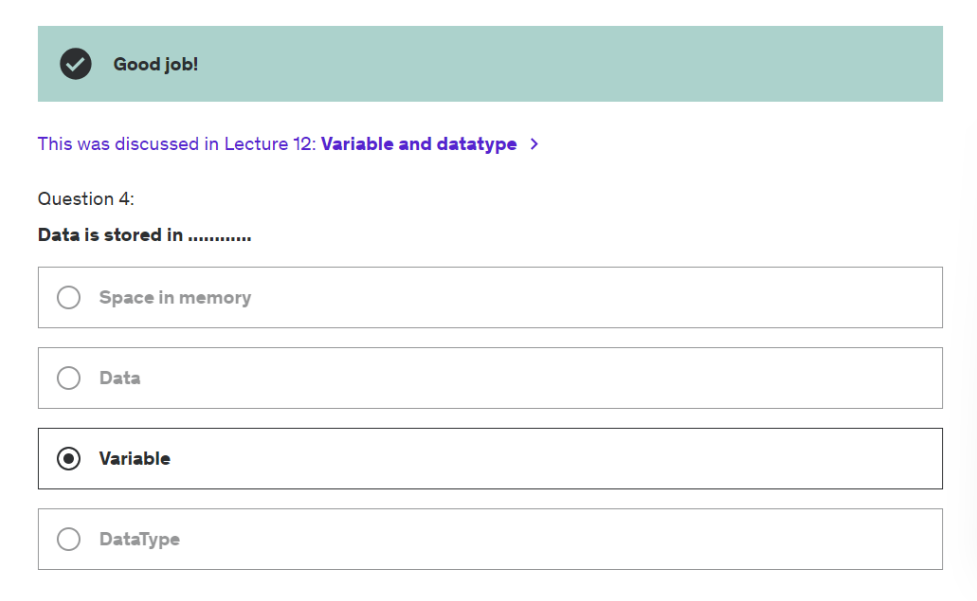 Good job!
This was discussed in Lecture 12: Variable and datatype >
Question 4:
Data is stored in ............
Space in memory
Data
Variable
DataType